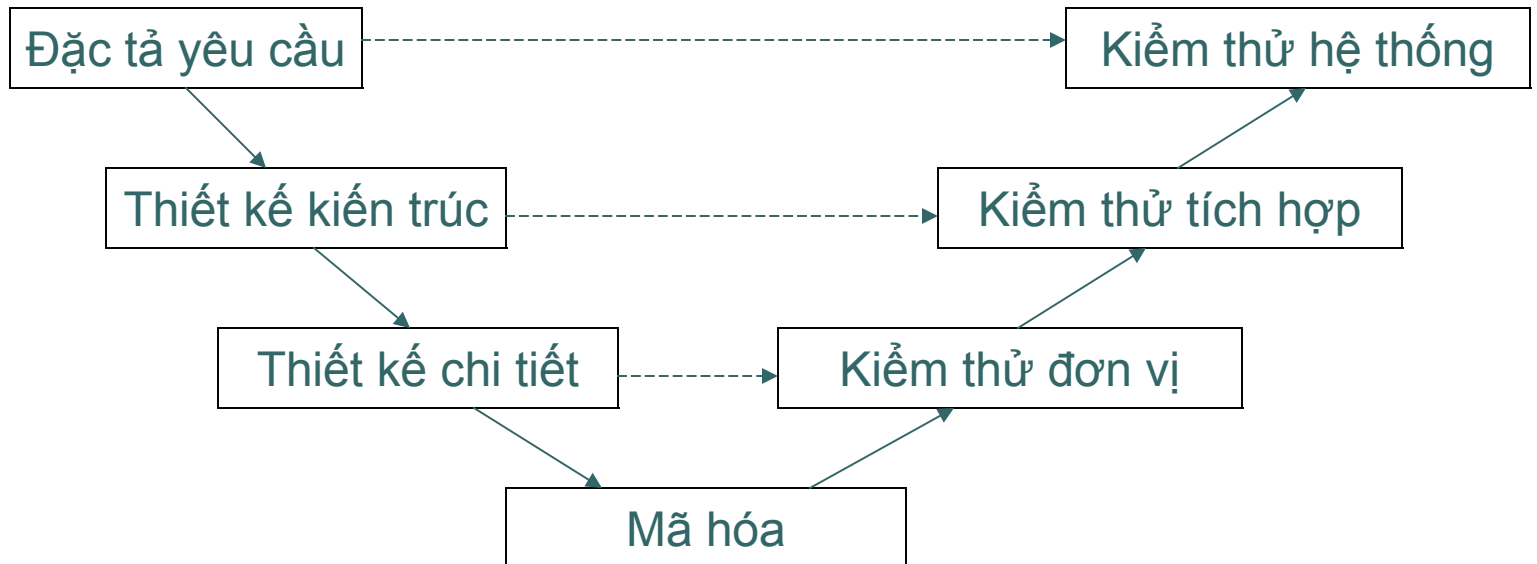 Đặc tả yêu cầu
Kiểm thử hệ thống
Thiết kế kiến trúc
Kiểm thử tích hợp
Thiết kế chi tiết
Kiểm thử đơn vị
Mã hóa